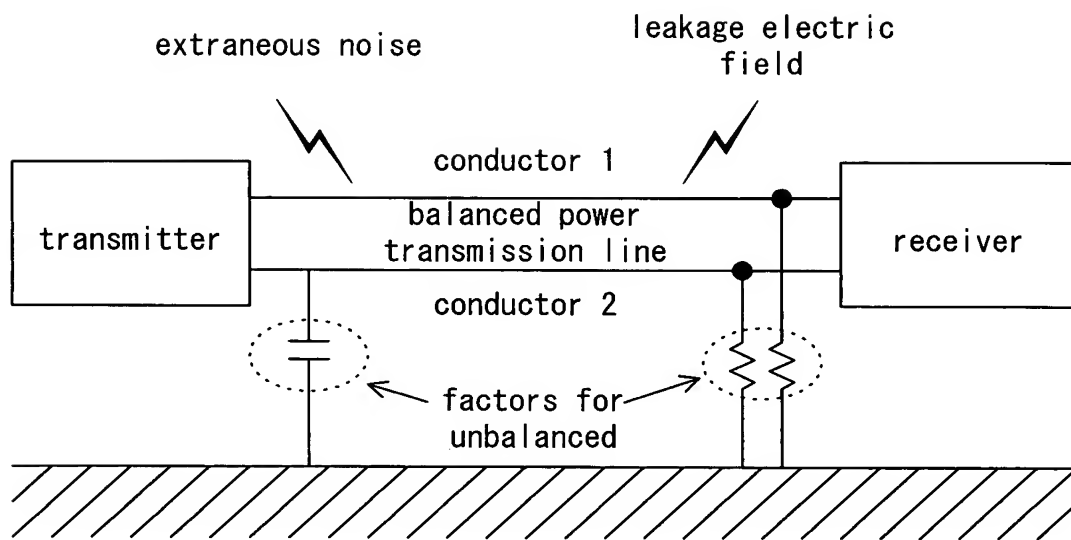 extraneous noise
leakage electric
field
conductor 1
transmitter
balanced power
transmission line
receiver
conductor 2
factors for
unbalanced